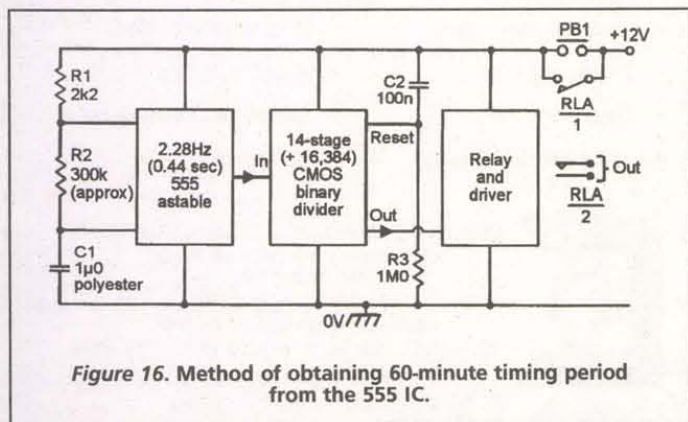 PB1
+12V
R1
2k2
C2
100n
RLA
1
2.28Hz
(0.44 sec)
555
astable
In
14-stage
(+ 16,384)
CMOS
binary
divider
Reset
Out
Relay
and
driver
Out
RLA
2
R2
300k
(approx)
C1
1µ0
polyester
R3
1M0
0V
Figure 16. Method of obtaining 60-minute timing period
from the 555 IC.